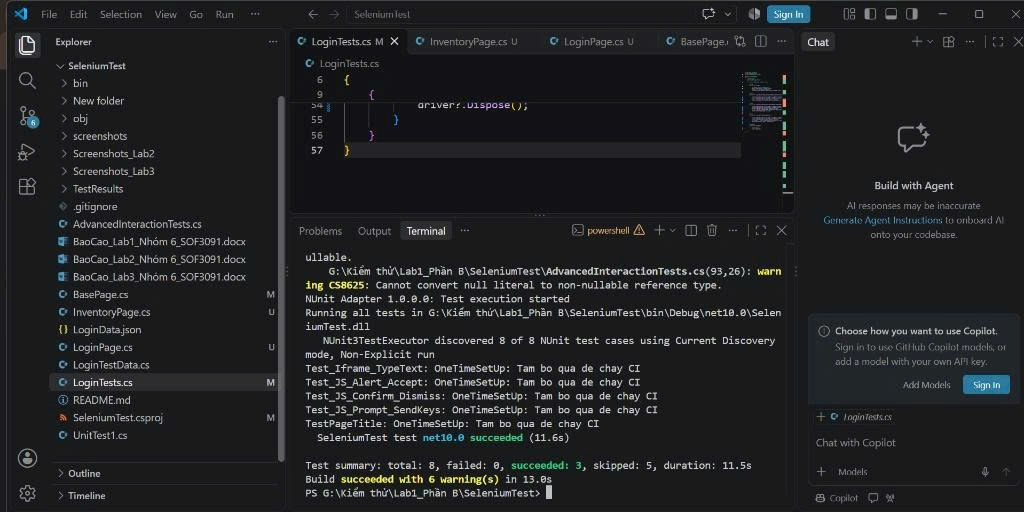 File Edit Selection View Go Run ··· SeleniumTest Sign In
Explorer ···
SeleniumTest
bin
New folder
obj
screenshots
Screenshots_Lab2
Screenshots_Lab3
TestResults
.gitignore
AdvancedInteractionTests.cs
BaoCao_Lab1_Nhóm 6_SOF3091.docx
BaoCao_Lab2_Nhóm 6_SOF3091.docx
BaoCao_Lab3_Nhóm 6_SOF3091.docx
BasePage.cs M
InventoryPage.cs U
LoginData.json
LoginPage.cs U
LoginTestData.cs
LoginTests.cs M
README.md
SeleniumTest.csproj M
UnitTest1.cs
Outline
Timeline
6
LoginTests.cs M InventoryPage.cs U LoginPage.cs U BasePage.
LoginTests.cs
6 {
9 {
54 driver?.Dispose();
55 }
56 }
57 }
Problems Output Terminal ··· powershell
ullable.
G:\Kiểm thử\Lab1_Phần B\SeleniumTest\AdvancedInteractionTests.cs(93,26): warn
ing CS8625: Cannot convert null literal to non-nullable reference type.
NUnit Adapter 1.0.0.0: Test execution started
Running all tests in G:\Kiểm thử\Lab1_Phần B\SeleniumTest\bin\Debug\net10.0\Selen
iumTest.dll
NUnit3TestExecutor discovered 8 of 8 NUnit test cases using Current Discovery
mode, Non-Explicit run
Test_Iframe_TypeText: OneTimeSetUp: Tam bo qua de chay CI
Test_JS_Alert_Accept: OneTimeSetUp: Tam bo qua de chay CI
Test_JS_Confirm_Dismiss: OneTimeSetUp: Tam bo qua de chay CI
Test_JS_Prompt_SendKeys: OneTimeSetUp: Tam bo qua de chay CI
TestPageTitle: OneTimeSetUp: Tam bo qua de chay CI
SeleniumTest test net10.0 succeeded (11.6s)
Test summary: total: 8, failed: 0, succeeded: 3, skipped: 5, duration: 11.5s
Build succeeded with 6 warning(s) in 13.0s
PS G:\Kiểm thử\Lab1_Phần B\SeleniumTest>
Chat
Build with Agent
AI responses may be inaccurate
Generate Agent Instructions to onboard AI
onto your codebase.
Choose how you want to use Copilot.
Sign in to use GitHub Copilot models, or
add a model with your own API key.
Add Models Sign In
LoginTests.cs
Chat with Copilot
Models
Copilot